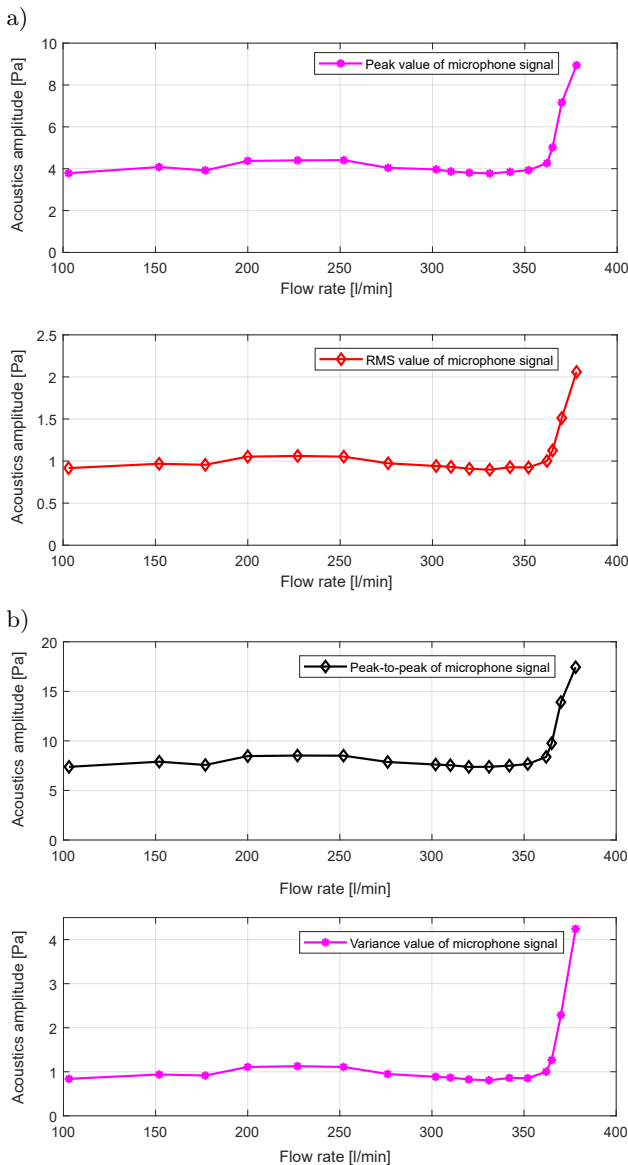 a)
10
8
6
4
2
0
Acoustics amplitude [Pa]
Peak value of microphone signal
100 150 200 250 300 350 400
Flow rate [l/min]
2.5
2
1.5
1
0.5
0
Acoustics amplitude [Pa]
RMS value of microphone signal
100 150 200 250 300 350 400
Flow rate [l/min]
b)
20
15
10
5
0
Acoustics amplitude [Pa]
Peak-to-peak of microphone signal
100 150 200 250 300 350 400
Flow rate [l/min]
4
3
2
1
0
Acoustics amplitude [Pa]
Variance value of microphone signal
100 150 200 250 300 350 400
Flow rate [l/min]